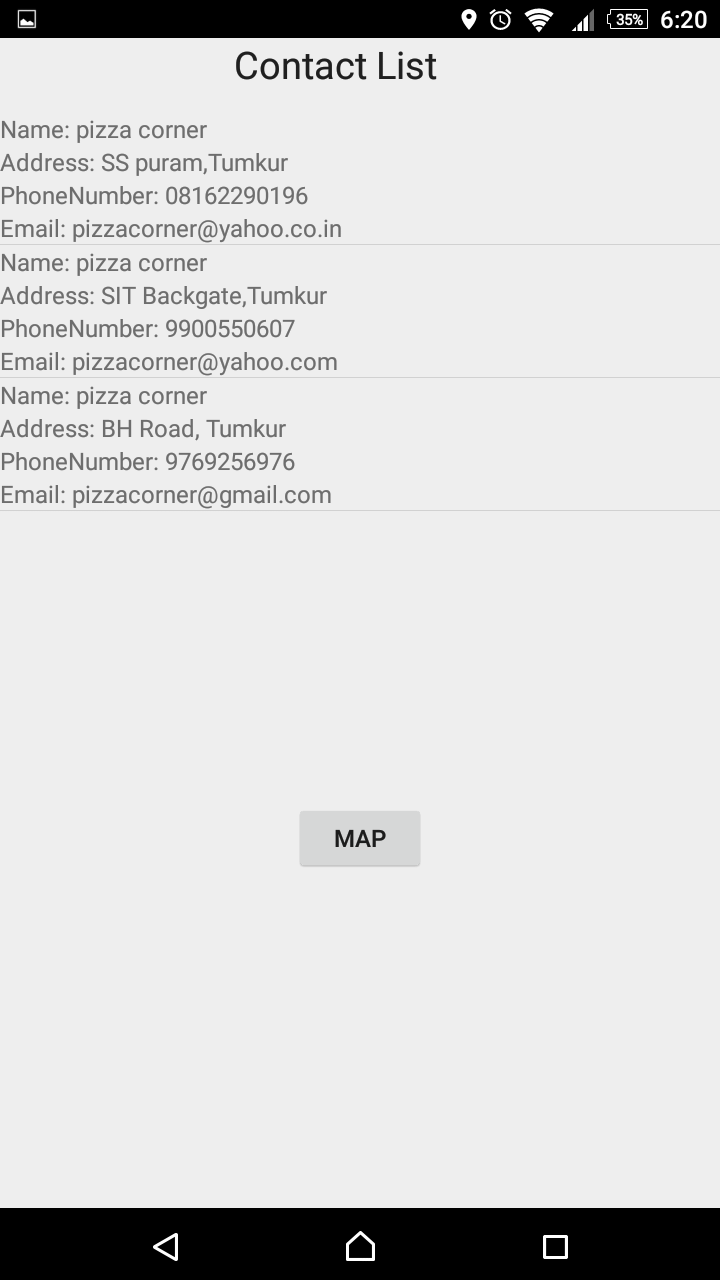 35% 6:20
Contact List
Name: pizza corner
Address: SS puram,Tumkur
PhoneNumber: 08162290196
Email: pizzacorner@yahoo.co.in
Name: pizza corner
Address: SIT Backgate,Tumkur
PhoneNumber: 9900550607
Email: pizzacorner@yahoo.com
Name: pizza corner
Address: BH Road, Tumkur
PhoneNumber: 9769256976
Email: pizzacorner@gmail.com
MAP